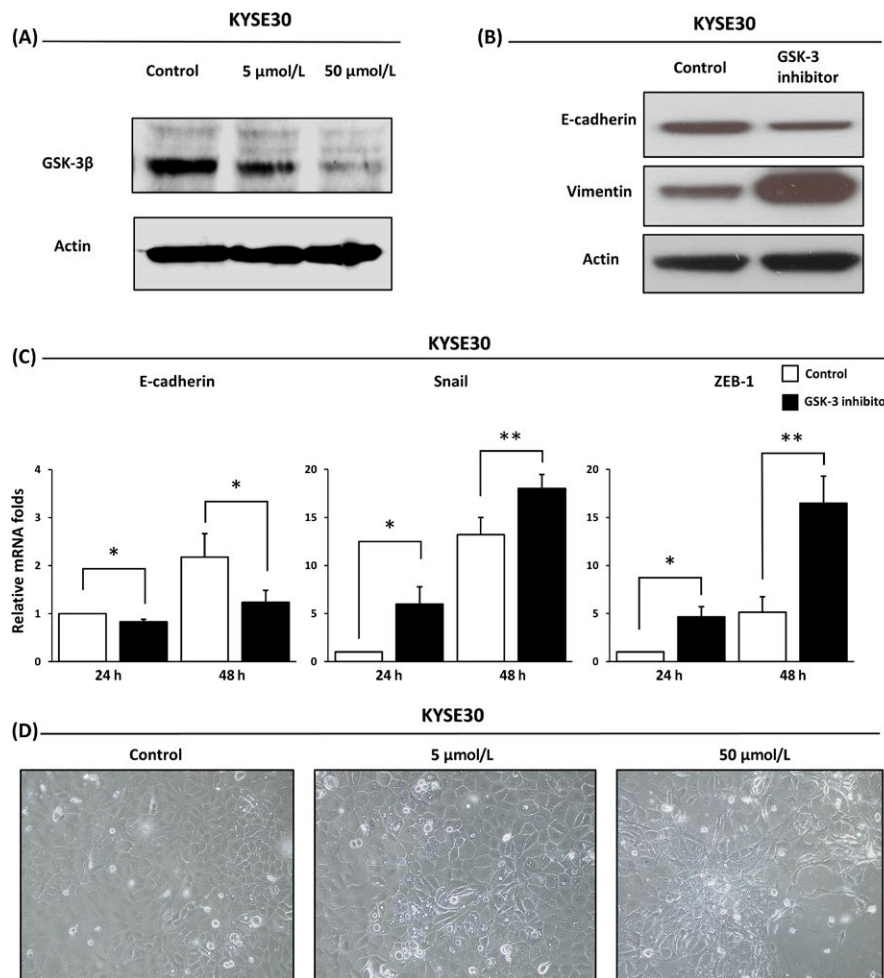 KYSE30
(A)
Control 5 µmol/L 50 µmol/L
GSK-3β
Actin
KYSE30
(B)
Control GSK-3 inhibitor
E-cadherin
Vimentin
Actin
(C)
KYSE30
E-cadherin Snail ZEB-1
Control
GSK-3 inhibitor
Relative mRNA folds
4
3
2
1
0
* *
24 h 48 h
20
15
10
5
0
* **
24 h 48 h
20
15
10
5
0
* **
24 h 48 h
KYSE30
(D)
Control 5 µmol/L 50 µmol/L